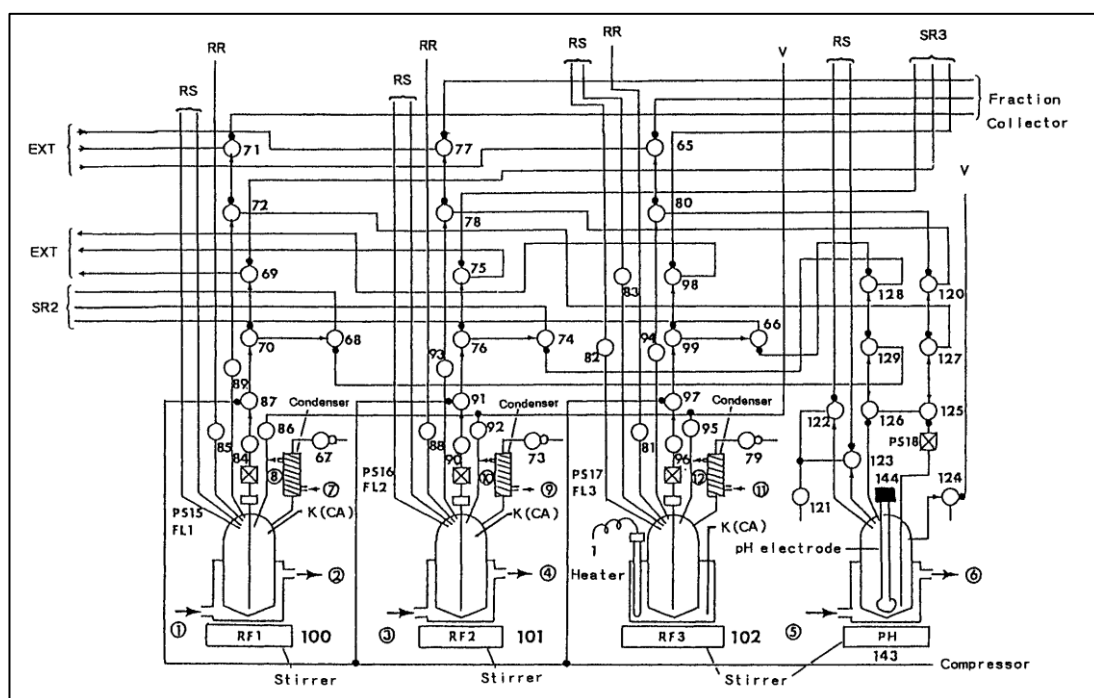 RR RR RS RR V RS SR3
RS RS
Fraction
Collector
EXT 71 77 65 V
72 78 80
EXT 69 75 98 83 128 120
SR2
70 68 76 74 82 94 99 66 129 127
89 93
87 Condenser 91 Condenser 97 Condenser 122 126 125
85 86 88 92 81 95 PS18
84 67 90 73 96 79 123 124
PS16 PS17 144
⑧ ⑦ FL2 ⑩ ⑨ FL3 ⑫ ⑪ 121
PS15
FL1 K(CA) K(CA) 1 K(CA) pH electrode
Heater
② ④ ⑥
① RF1 100 ③ RF2 101 RF3 102 ⑤ PH
143
Compressor
Stirrer Stirrer Stirrer